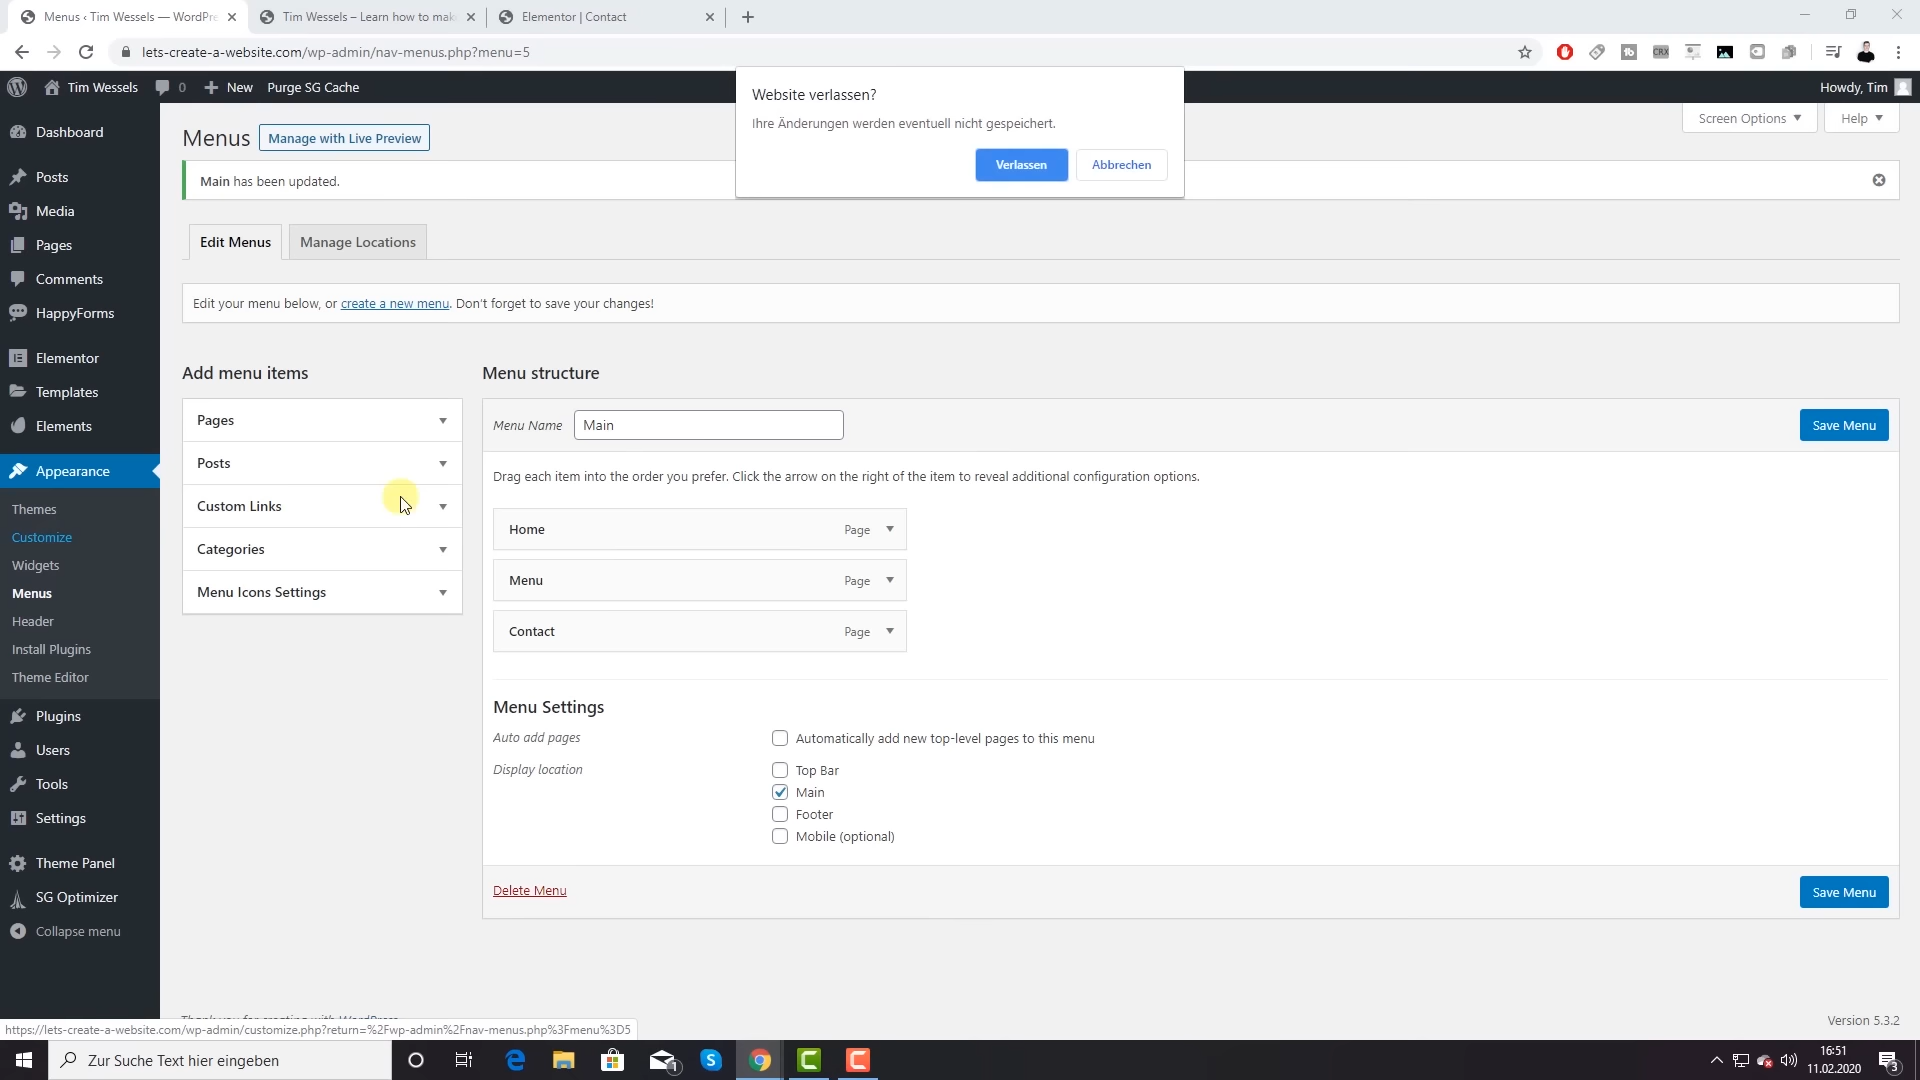 Menus ‹ Tim Wessels — WordPre
Tim Wessels – Learn how to mak
Elementor | Contact
lets-create-a-website.com/wp-admin/nav-menus.php?menu=5
Tim Wessels
0
New
Purge SG Cache
Howdy, Tim
Website verlassen?
Ihre Änderungen werden eventuell nicht gespeichert.
Verlassen
Abbrechen
Screen Options
Help
Dashboard
Posts
Media
Pages
Comments
HappyForms
Elementor
Templates
Elements
Appearance
Themes
Customize
Widgets
Menus
Header
Install Plugins
Theme Editor
Plugins
Users
Tools
Settings
Theme Panel
SG Optimizer
Collapse menu
Menus
Manage with Live Preview
Main has been updated.
Edit Menus
Manage Locations
Edit your menu below, or create a new menu. Don't forget to save your changes!
Add menu items
Pages
Posts
Custom Links
Categories
Menu Icons Settings
Menu structure
Menu Name
Main
Save Menu
Drag each item into the order you prefer. Click the arrow on the right of the item to reveal additional configuration options.
Home
Page
Menu
Page
Contact
Page
Menu Settings
Auto add pages
Automatically add new top-level pages to this menu
Display location
Top Bar
Main
Footer
Mobile (optional)
Delete Menu
Save Menu
Version 5.3.2
https://lets-create-a-website.com/wp-admin/customize.php?return=%2Fwp-admin%2Fnav-menus.php%3Fmenu%3D5
Zur Suche Text hier eingeben
16:51
11.02.2020